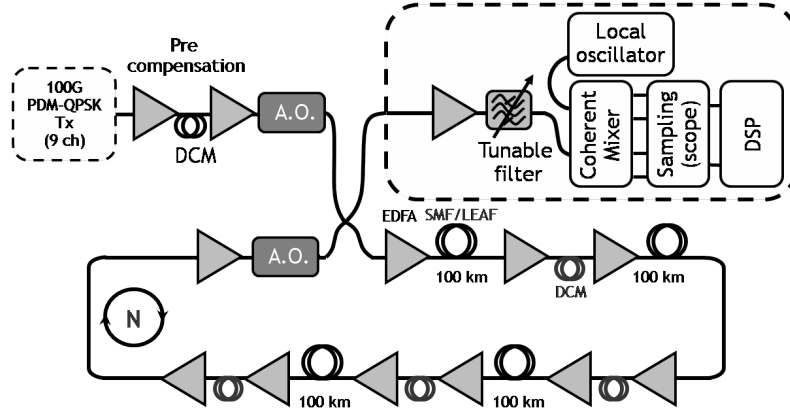 Pre
compensation
100G
PDM-QPSK
Tx
(9 ch)
DCM
A.O.
Tunable
filter
Local
oscillator
Coherent
Mixer
Sampling
(scope)
DSP
A.O.
EDFA
SMF/LEAF
100 km
DCM
100 km
N
100 km
100 km